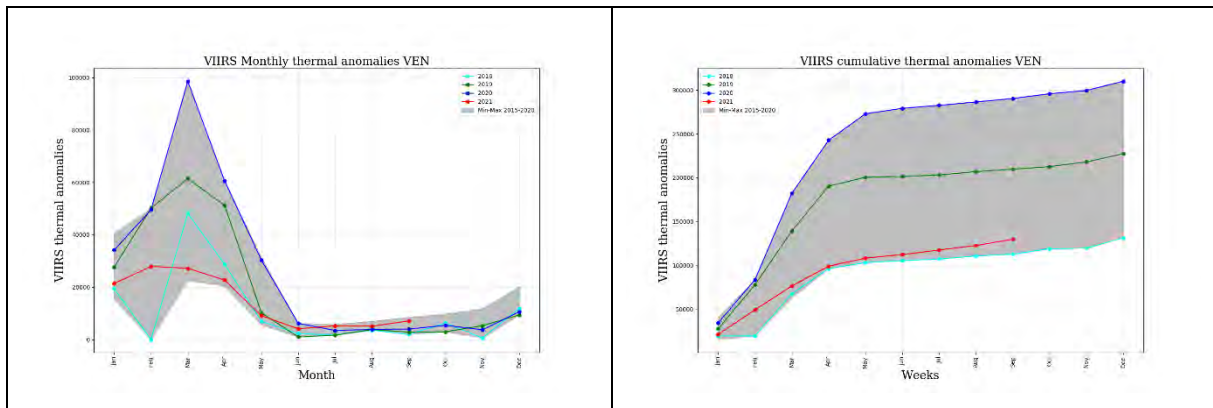 VIIRS Monthly thermal anomalies VEN
2018
2019
2020
2021
Min-Max 2015-2020
100000
80000
60000
40000
20000
0
VIIRS thermal anomalies
Jan
Feb
Mar
Apr
May
Jun
Jul
Aug
Sep
Oct
Nov
Dec
Month
VIIRS cumulative thermal anomalies VEN
2018
2019
2020
2021
Min-Max 2015-2020
300000
250000
200000
150000
100000
50000
VIIRS thermal anomalies
Jan
Feb
Mar
Apr
May
Jun
Jul
Aug
Sep
Oct
Nov
Dec
Weeks